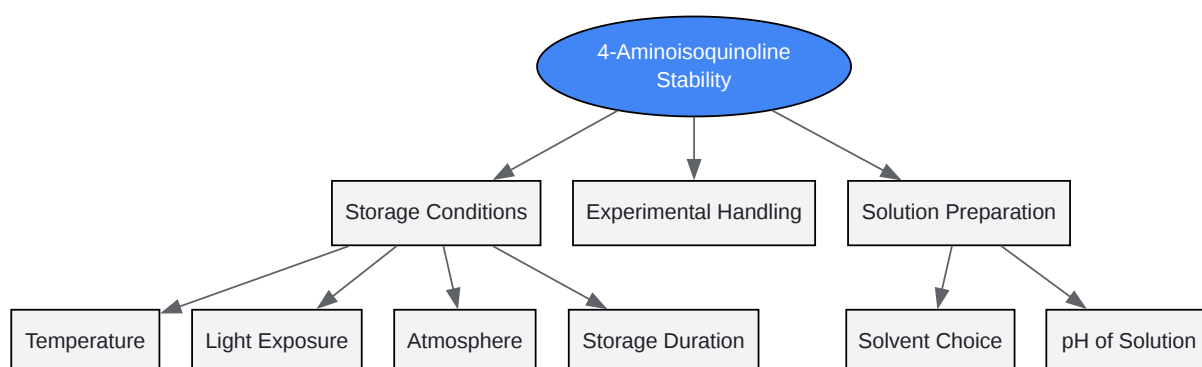 4-Aminoisoquinoline
Stability
Storage Conditions
Experimental Handling
Solution Preparation
Temperature
Light Exposure
Atmosphere
Storage Duration
Solvent Choice
pH of Solution